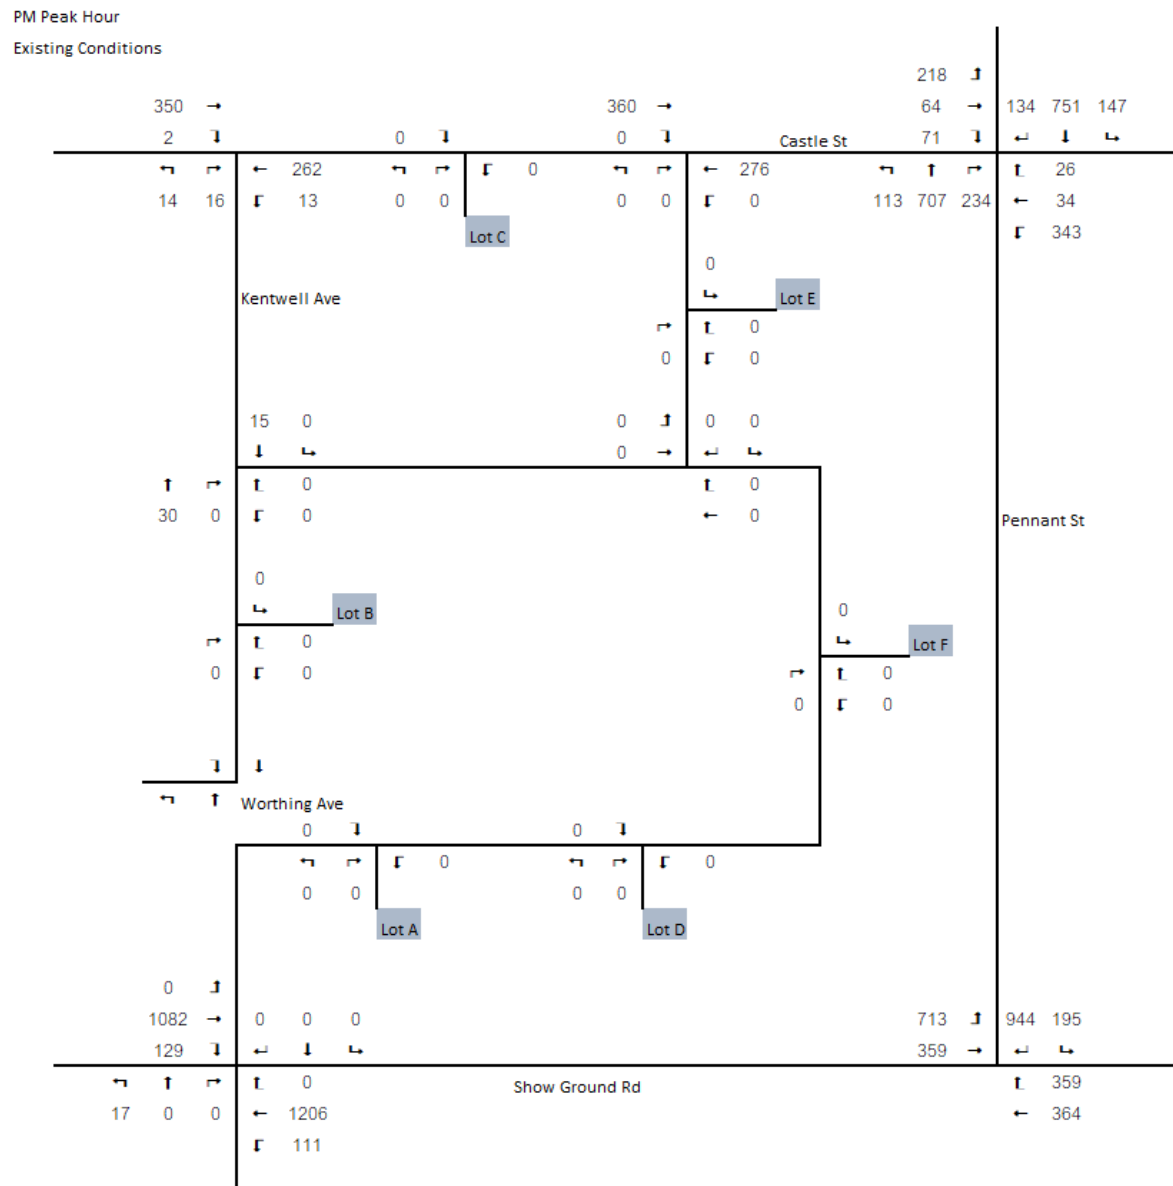 PM Peak Hour
Existing Conditions
218
350 360 64 134 751 147
2 0 0 Castle St 71
262 0 276 26
14 16 13 0 0 0 0 0 113 707 234 34
Lot C 343
0
Kentwell Ave Lot E
0
0 0
15 0 0 0 0
0
0 0
30 0 0 0 Pennant St
0
Lot B 0
0 Lot F
0 0 0
0 0
Worthing Ave
0 0
0 0
0 0 0 0
Lot A Lot D
0
1082 0 0 0 713 944 195
129 359
0 Show Ground Rd 359
17 0 0 1206 364
111